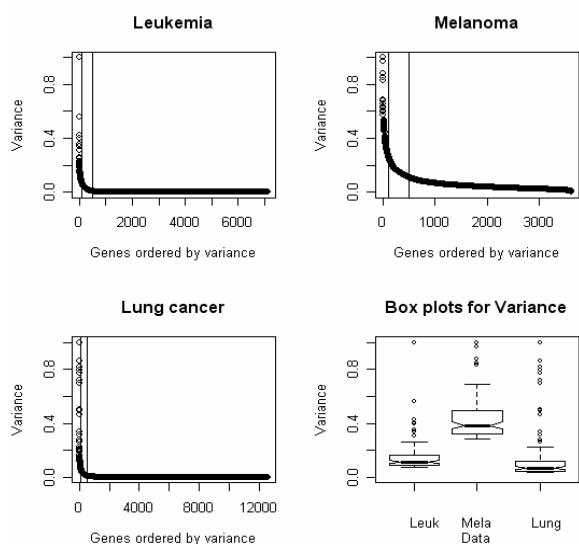 Leukemia
Variance
0.0 0.4 0.8
0 2000 4000 6000
Genes ordered by variance
Melanoma
Variance
0.0 0.4 0.8
0 1000 2000 3000
Genes ordered by variance
Lung cancer
Variance
0.0 0.4 0.8
0 4000 8000 12000
Genes ordered by variance
Box plots for Variance
Variance
0.0 0.4 0.8
Leuk Mela Lung
Data